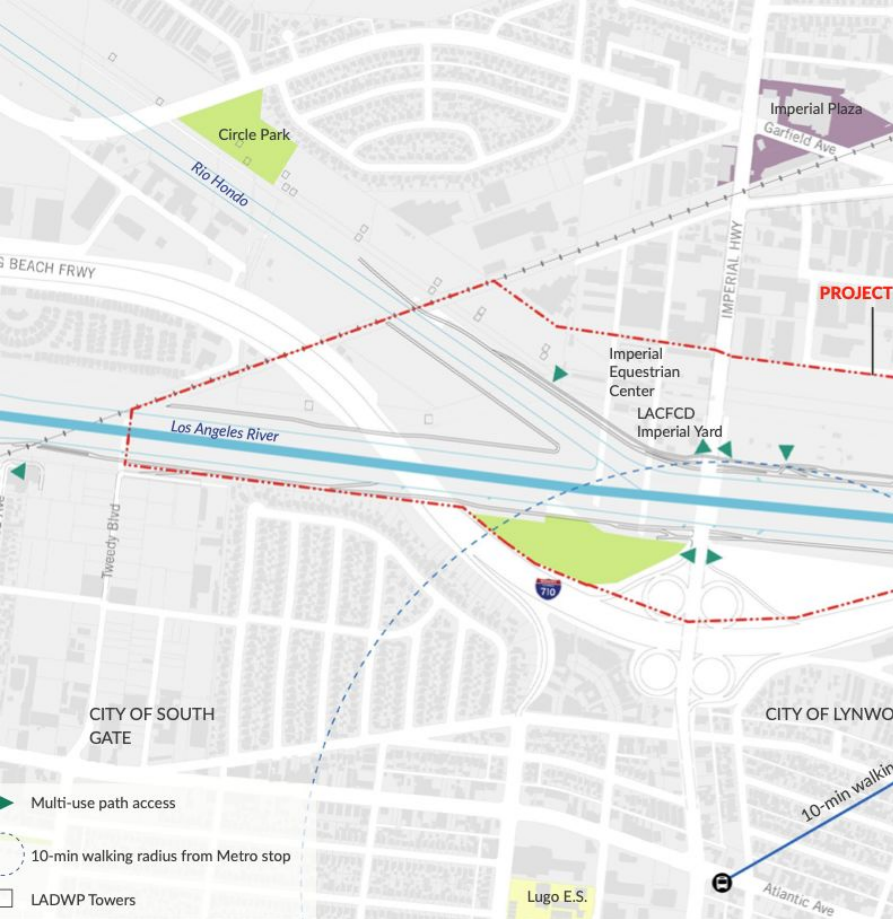 Imperial Plaza
Circle Park
Garfield Ave
Rio Hondo
G BEACH FRWY
IMPERIAL HWY
PROJECT
Imperial
Equestrian
Center
LACFCD
Imperial Yard
Los Angeles River
Tweedy Blvd
710
CITY OF SOUTH
GATE
CITY OF LYNWO
10-min walkin
Multi-use path access
10-min walking radius from Metro stop
LADWP Towers
Lugo E.S.
Atlantic Ave